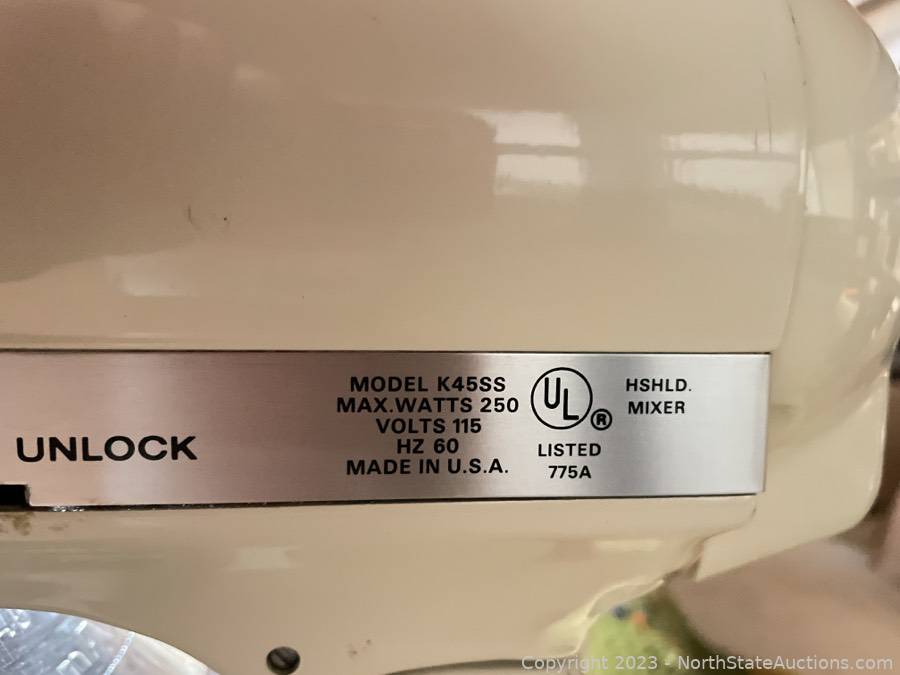 UNLOCK
MODEL K45SS
MAX.WATTS 250
VOLTS 115
HZ 60
MADE IN U.S.A.
UL ®
LISTED
775A
HSHLD.
MIXER
Copyright 2023 - NorthStateAuctions.com